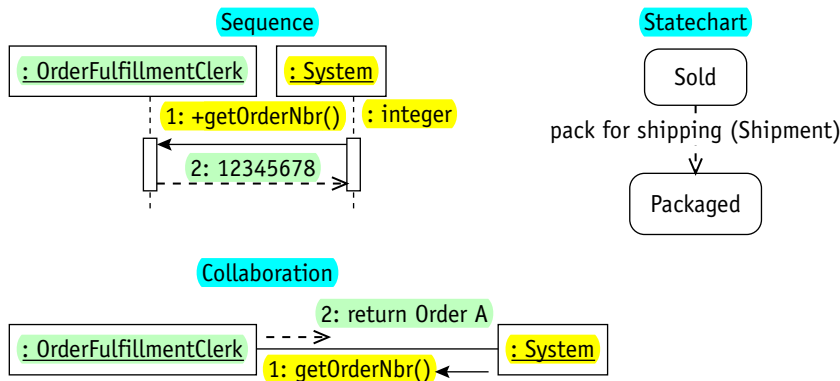 Sequence
: OrderFulfillmentClerk
: System
1: +getOrderNbr()
: integer
2: 12345678
Statechart
Sold
pack for shipping (Shipment)
Packaged
Collaboration
: OrderFulfillmentClerk
2: return Order A
1: getOrderNbr()
: System